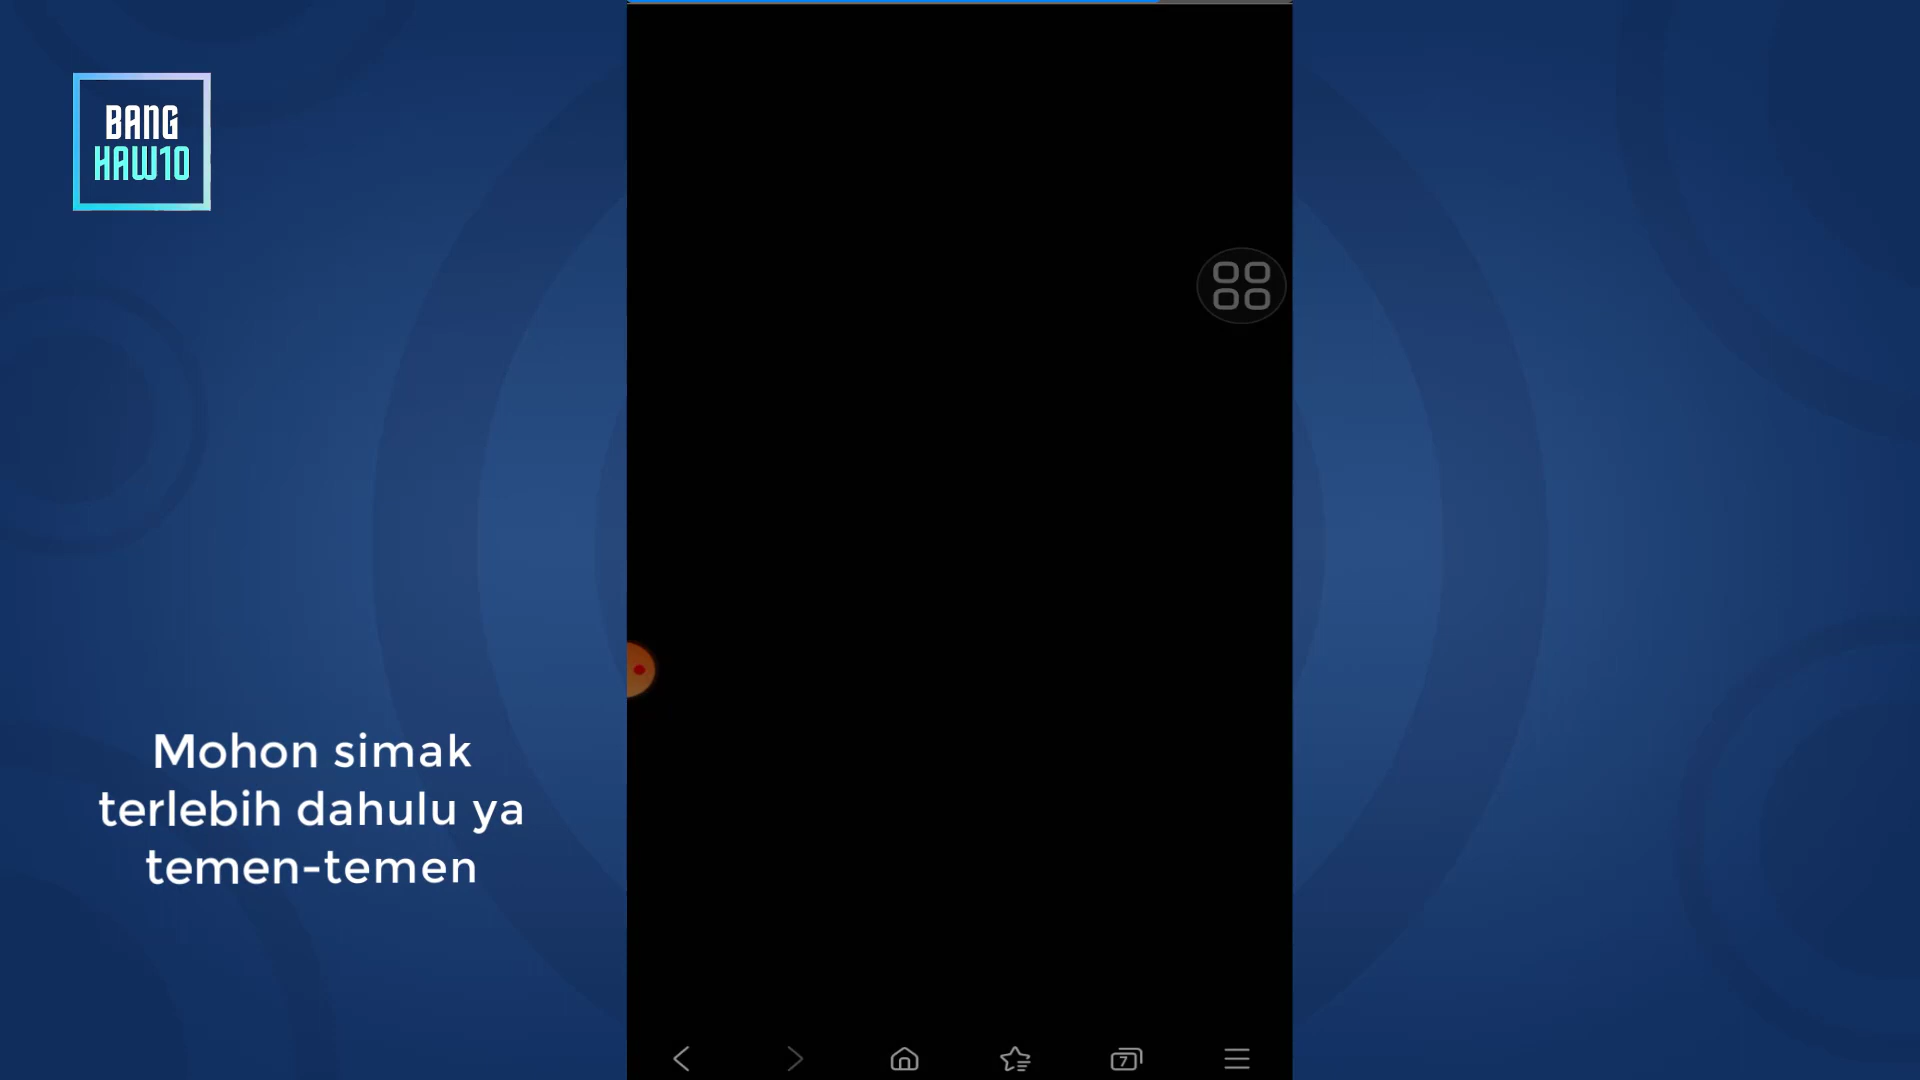 BANG
HAW10
Mohon simak
terlebih dahulu ya
temen-temen
7